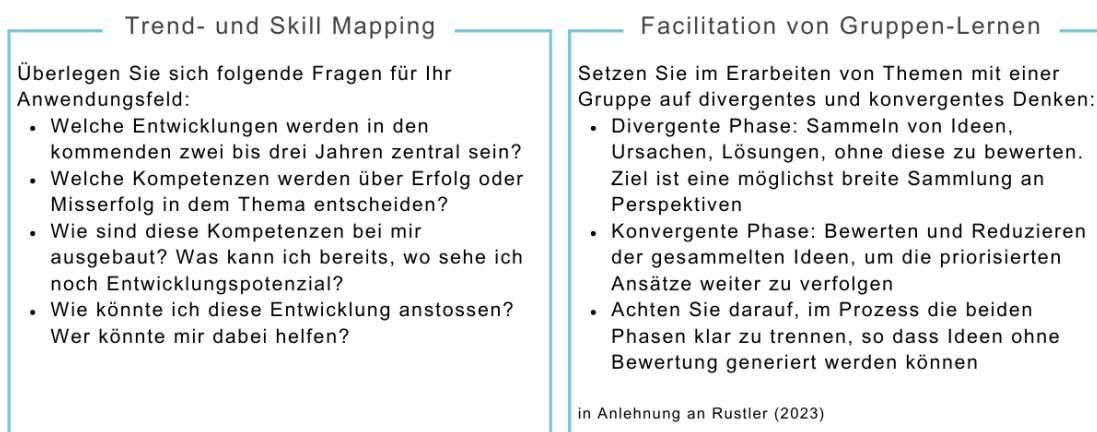 Trend- und Skill Mapping
Überlegen Sie sich folgende Fragen für Ihr
Anwendungsfeld:
• Welche Entwicklungen werden in den
kommenden zwei bis drei Jahren zentral sein?
• Welche Kompetenzen werden über Erfolg oder
Misserfolg in dem Thema entscheiden?
• Wie sind diese Kompetenzen bei mir
ausgebaut? Was kann ich bereits, wo sehe ich
noch Entwicklungspotenzial?
• Wie könnte ich diese Entwicklung anstossen?
Wer könnte mir dabei helfen?
Facilitation von Gruppen-Lernen
Setzen Sie im Erarbeiten von Themen mit einer
Gruppe auf divergentes und konvergentes Denken:
• Divergente Phase: Sammeln von Ideen,
Ursachen, Lösungen, ohne diese zu bewerten.
Ziel ist eine möglichst breite Sammlung an
Perspektiven
• Konvergente Phase: Bewerten und Reduzieren
der gesammelten Ideen, um die priorisierten
Ansätze weiter zu verfolgen
• Achten Sie darauf, im Prozess die beiden
Phasen klar zu trennen, so dass Ideen ohne
Bewertung generiert werden können
in Anlehnung an Rustler (2023)